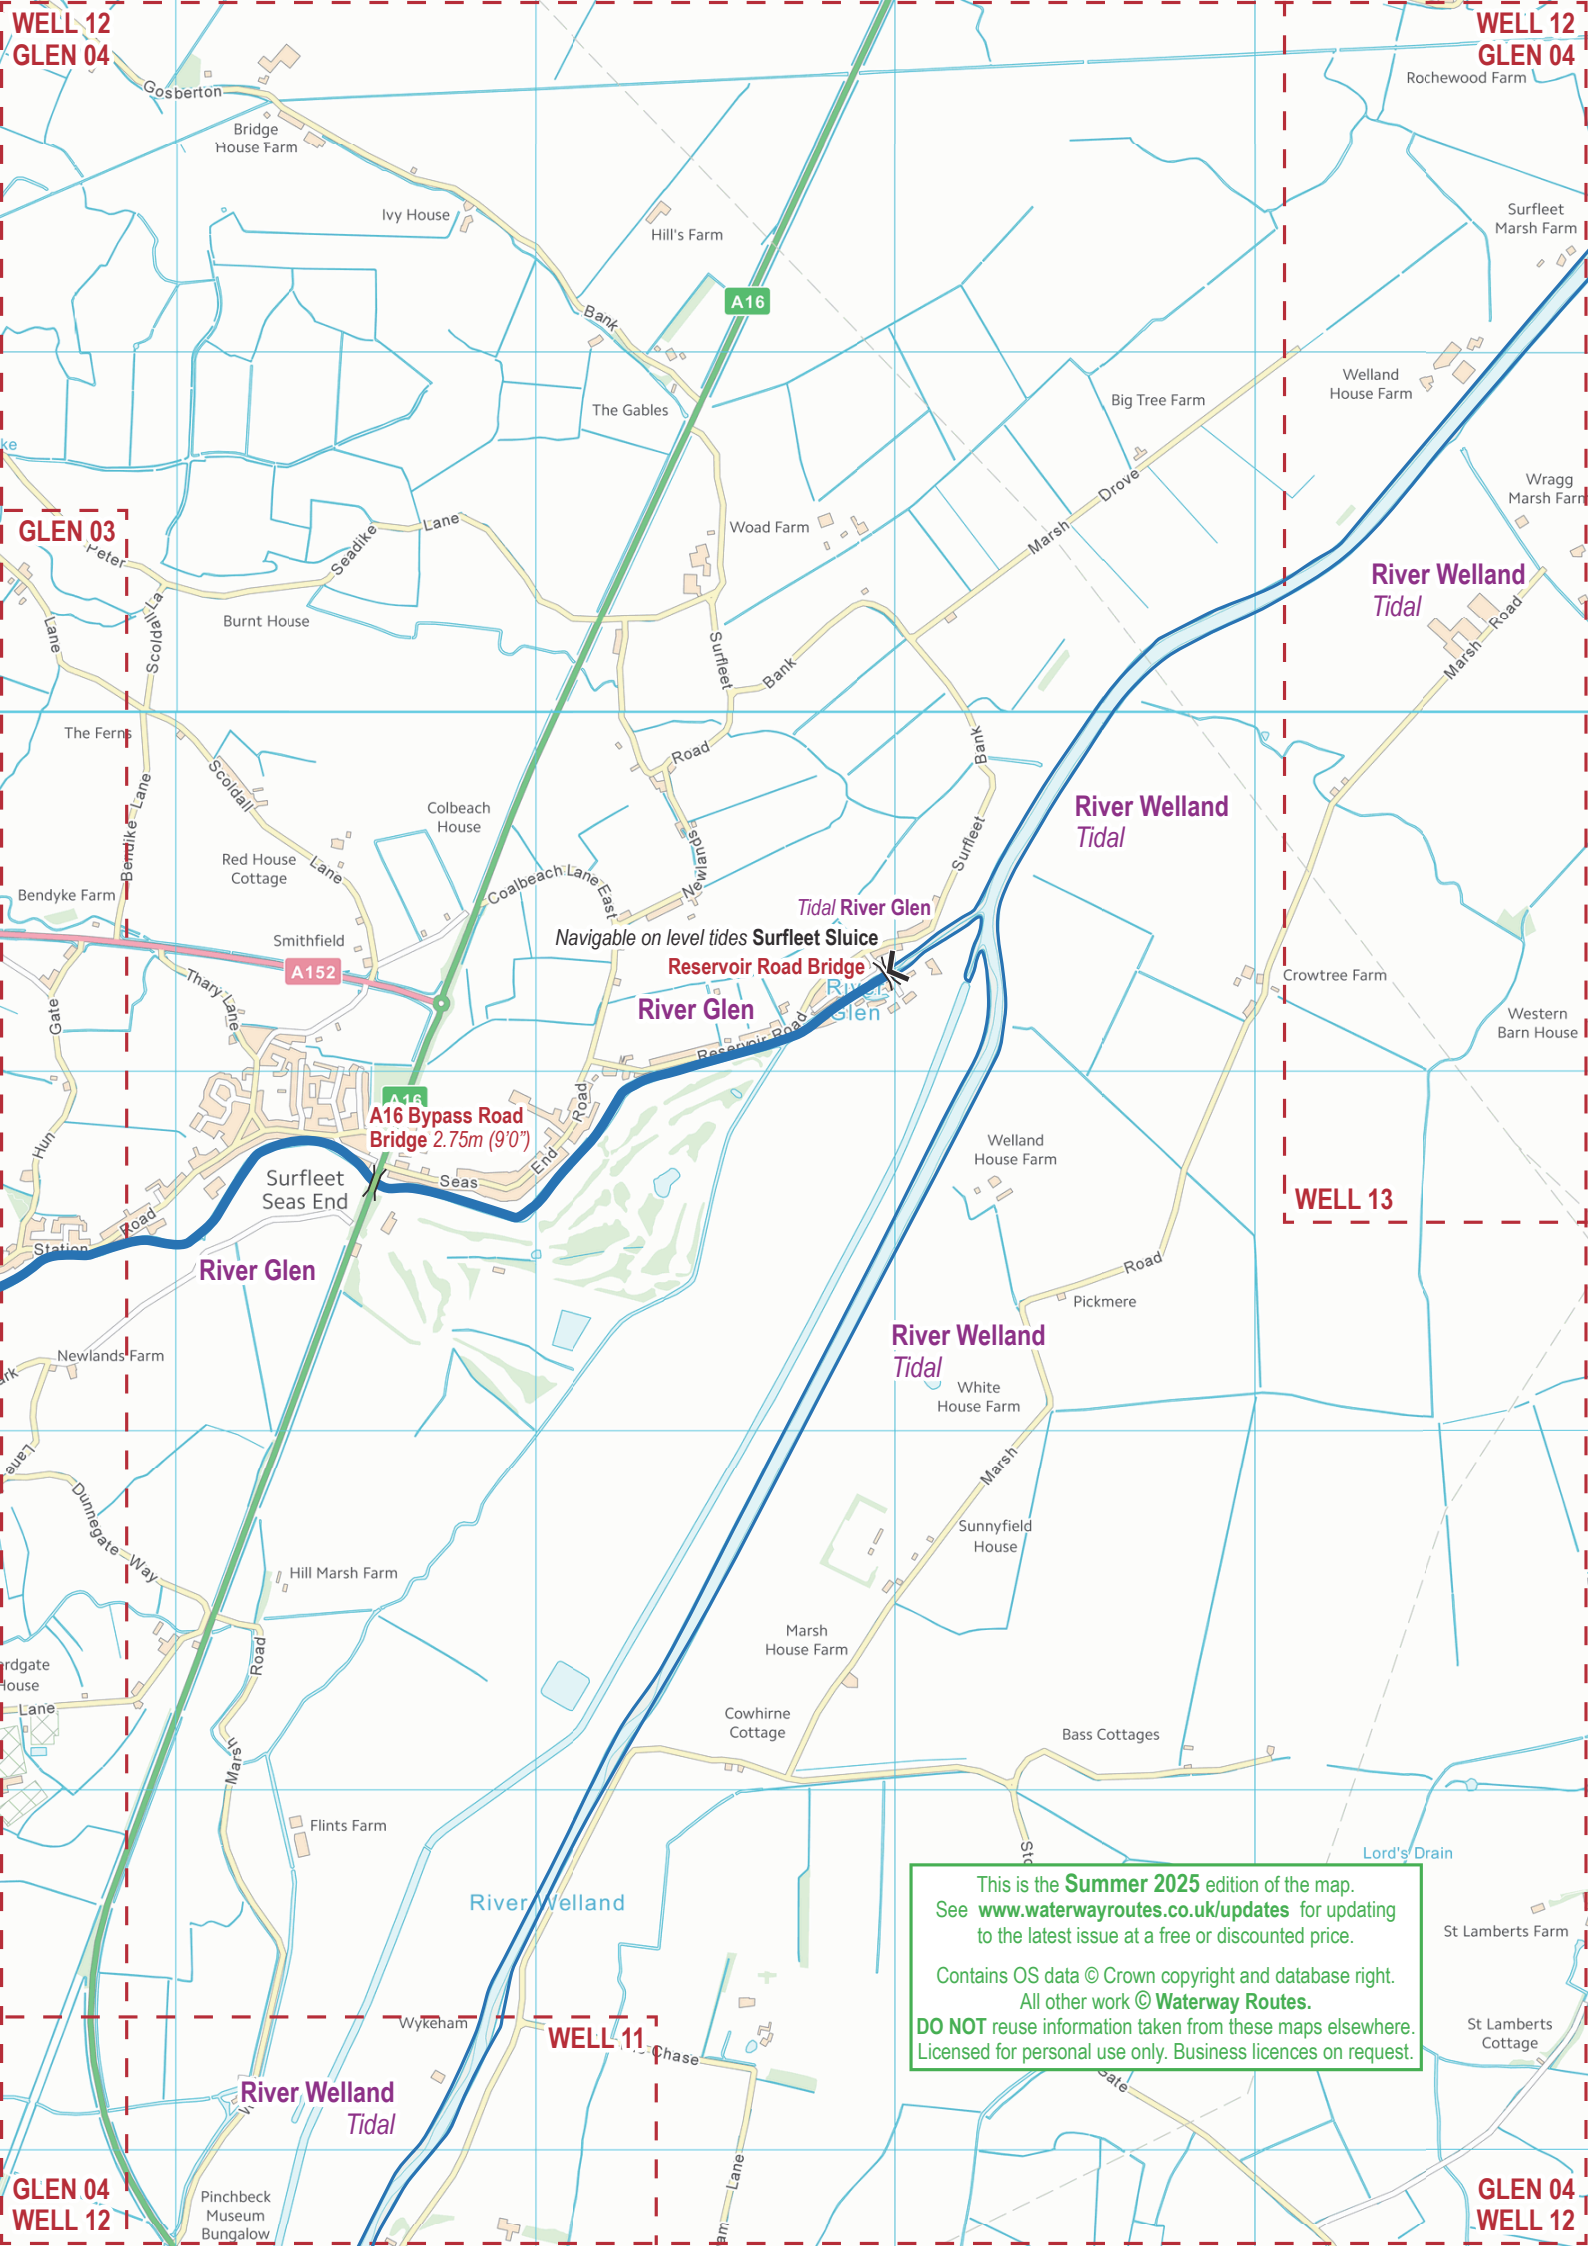 WELL 12
GLEN 04
WELL 12
GLEN 04
Rochewood Farm
Gosberton
Bridge
House Farm
Ivy House
Hill's Farm
Surfleet
Marsh Farm
A16
Bank
Welland
House Farm
The Gables
Big Tree Farm
ke
Drove
Wragg
Marsh Farm
GLEN 03
Lane
Woad Farm
Seadike
Marsh
Peter
River Welland
Tidal
Scoldall La
Burnt House
Lane
Road
Surfleet
Bank
Marsh
The Ferns
Road
Bank
Scoldall
Bendike Lane
Colbeach
House
River Welland
Tidal
Newlands
Surfleet
Red House
Cottage
Lane
Coalbeach Lane East
Bendyke Farm
Tidal River Glen
Smithfield
Navigable on level tides Surfleet Sluice
Reservoir Road Bridge
A152
Crowtree Farm
Thary Lane
River
Glen
River Glen
Gate
Western
Barn House
Reservoir Road
A16
A16 Bypass Road
Bridge 2.75m (9'0")
Road
Hun
Welland
House Farm
End
Surfleet
Seas End
Seas
WELL 13
Road
Station
River Glen
Road
Pickmere
River Welland
Tidal
Newlands Farm
ark
White
House Farm
Lane
Marsh
Dunnegate Way
Sunnyfield
House
Hill Marsh Farm
Marsh
House Farm
Road
erdgate
House
Lane
Cowhirne
Cottage
Bass Cottages
Marsh
Flints Farm
Sto
Lord's Drain
River Welland
This is the Summer 2025 edition of the map.
See www.waterwayroutes.co.uk/updates for updating
to the latest issue at a free or discounted price.
Contains OS data © Crown copyright and database right.
All other work © Waterway Routes.
DO NOT reuse information taken from these maps elsewhere.
Licensed for personal use only. Business licences on request.
St Lamberts Farm
Wykeham
WELL 11
Chase
St Lamberts
Cottage
River Welland
Tidal
Gate
Lane
GLEN 04
WELL 12
Pinchbeck
Museum
Bungalow
am
GLEN 04
WELL 12